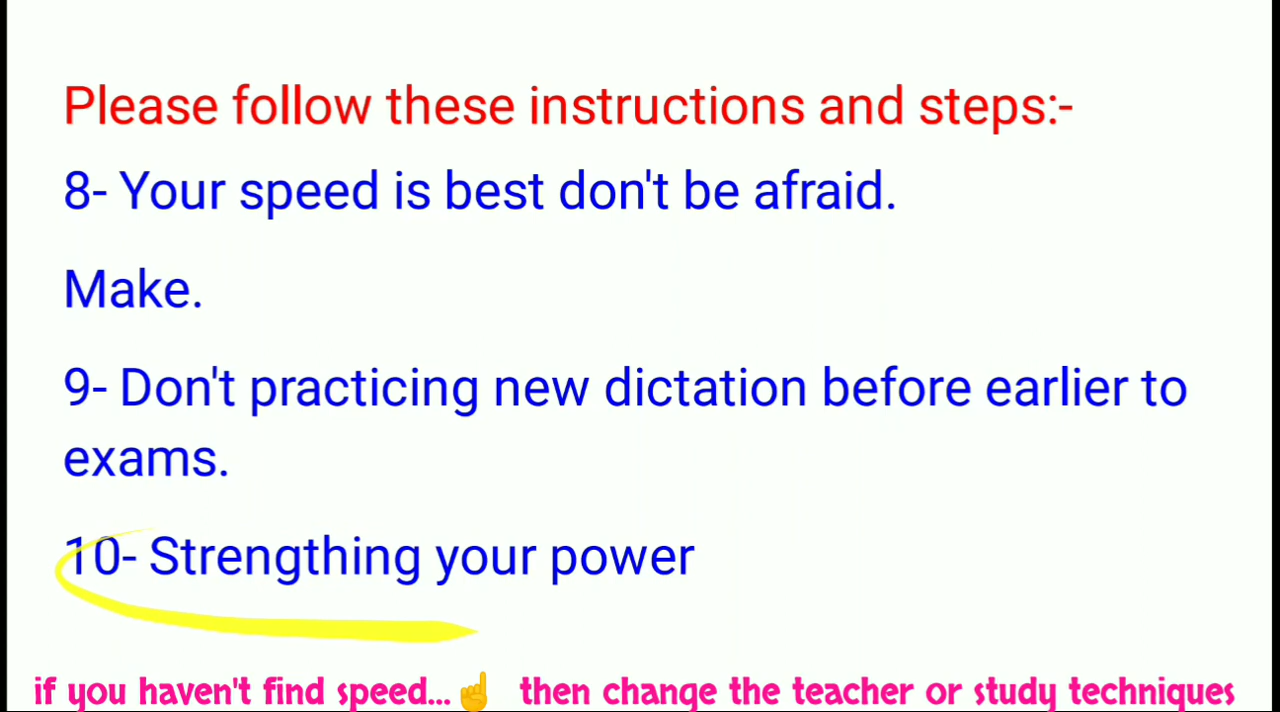 Please follow these instructions and steps:-
8- Your speed is best don't be afraid.
Make.
9- Don't practicing new dictation before earlier to
exams.
10- Strengthing your power
if you haven't find speed...☝ then change the teacher or study techniques